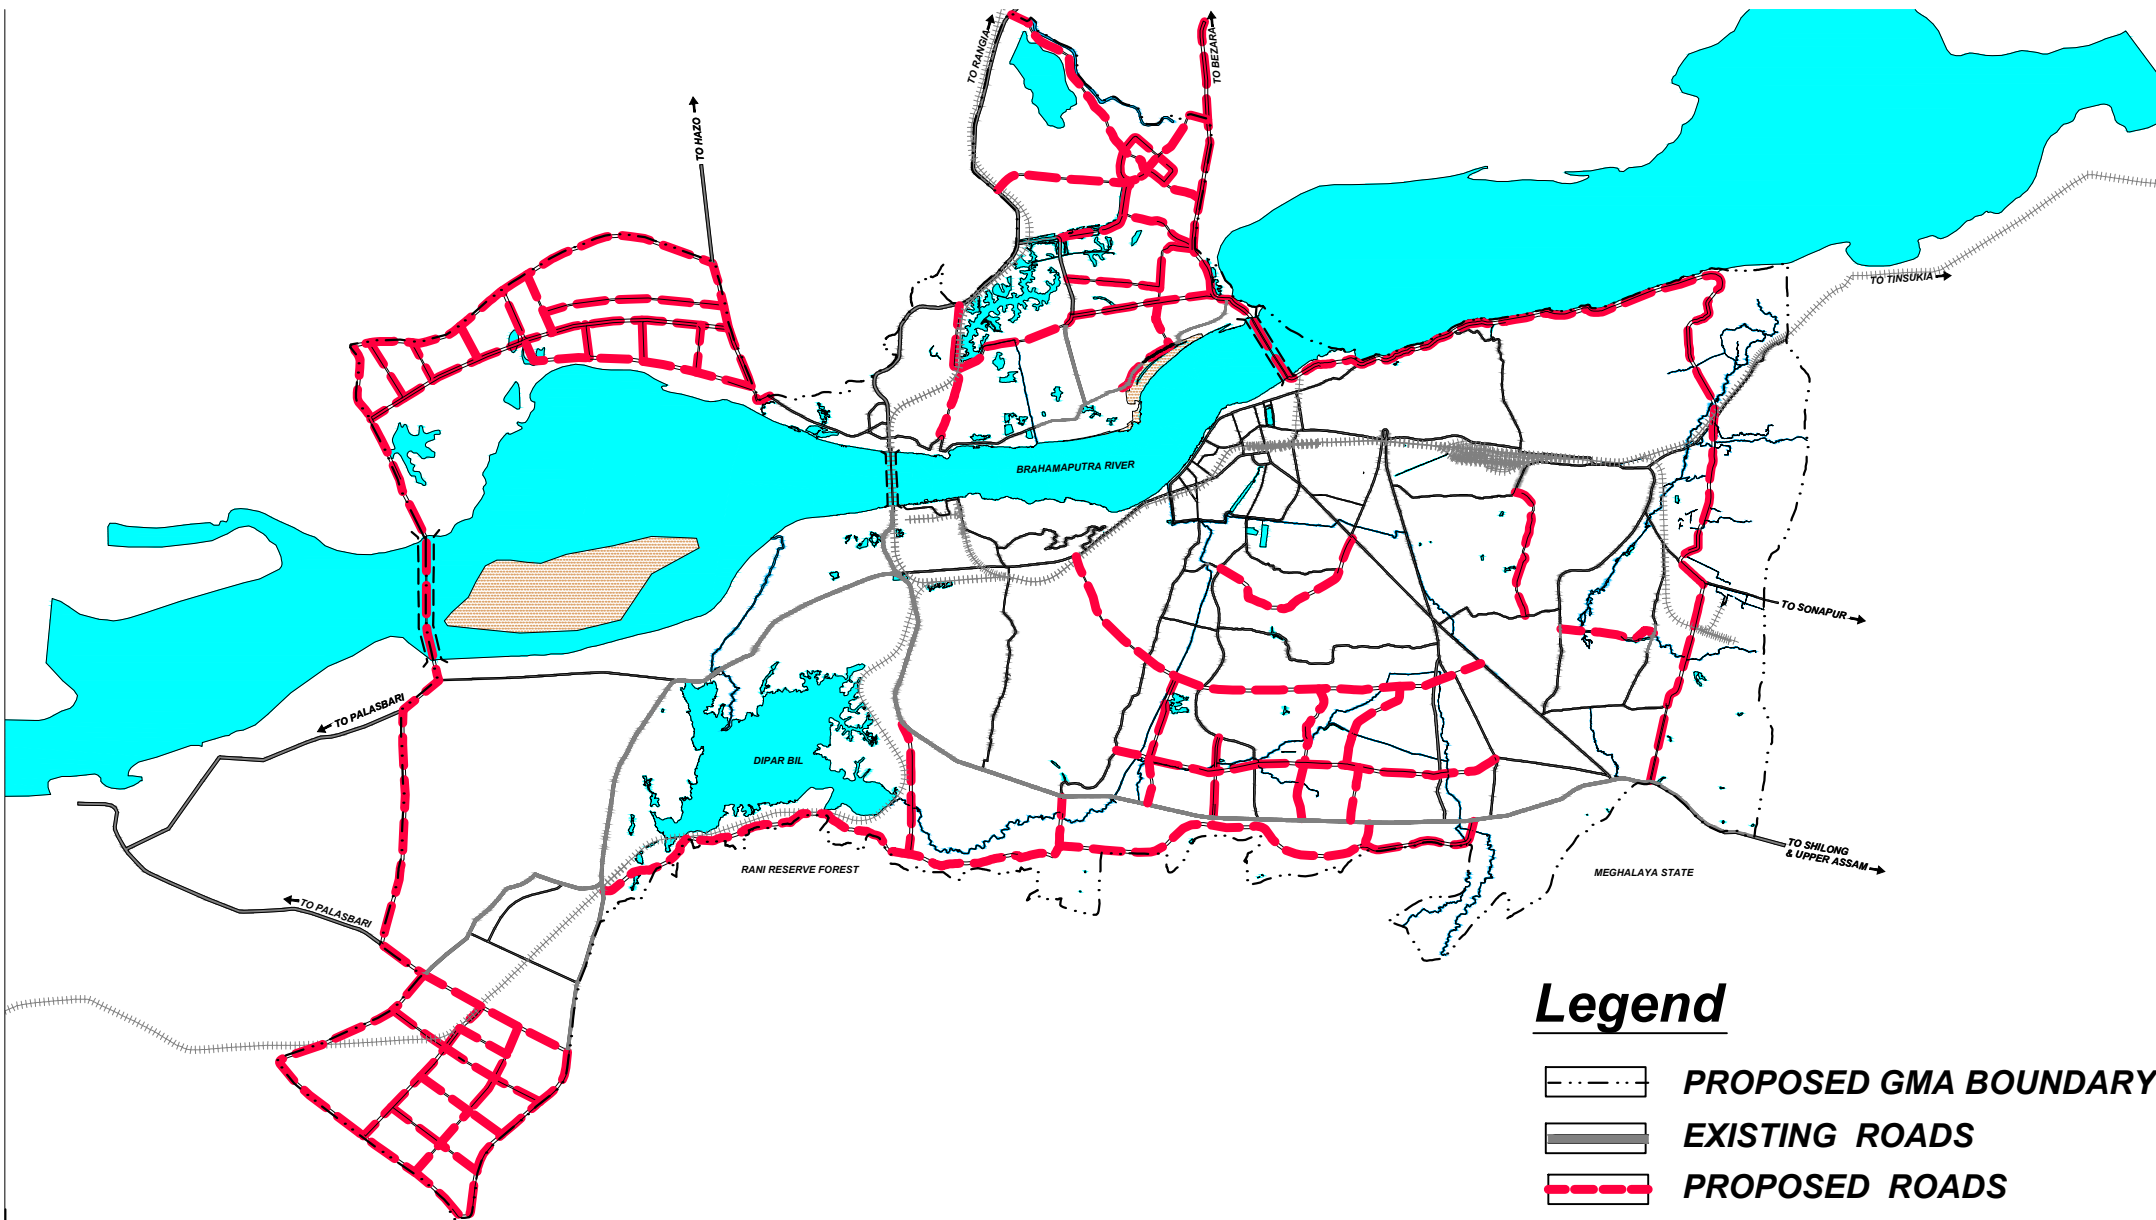 TO RANGIA
TO BEZARA
TO HAZO
TO TINSUKIA
BRAHAMAPUTRA RIVER
TO SONAPUR
TO PALASBARI
DIPAR BIL
TO SHILONG
& UPPER ASSAM
RANI RESERVE FOREST
MEGHALAYA STATE
TO PALASBARI
Legend
PROPOSED GMA BOUNDARY
EXISTING ROADS
PROPOSED ROADS